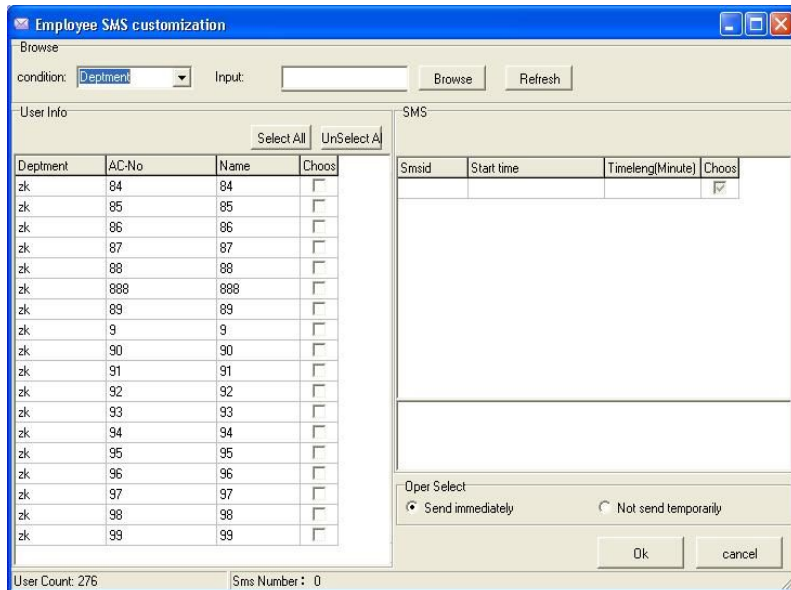 Employee SMS customization
Browse
condition: Deptment Input: Browse Refresh
User Info
Select All UnSelect Al
Deptment AC-No Name Choos
zk 84 84
zk 85 85
zk 86 86
zk 87 87
zk 88 88
zk 888 888
zk 89 89
zk 9 9
zk 90 90
zk 91 91
zk 92 92
zk 93 93
zk 94 94
zk 95 95
zk 96 96
zk 97 97
zk 98 98
zk 99 99
SMS
Smsid Start time Timeleng(Minute) Choos
Oper Select
Send immediately Not send temporarily
Ok cancel
User Count: 276 Sms Number: 0